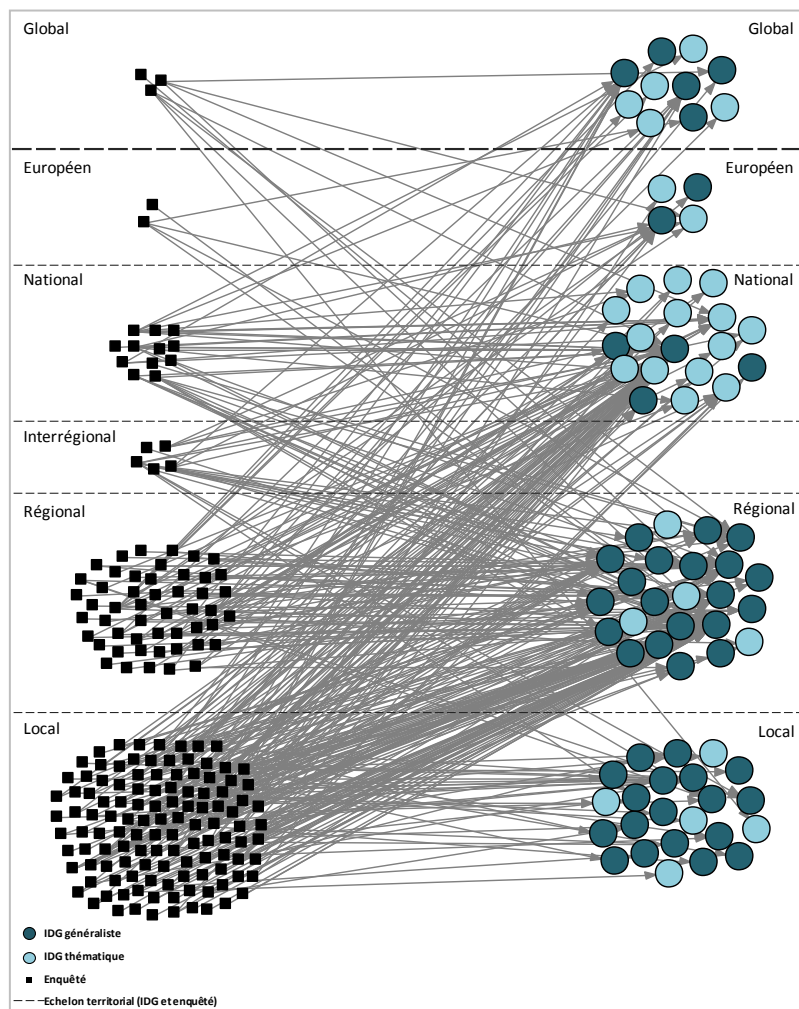 Global
Global
Européen
Européen
National
National
Interrégional
Régional
Régional
Local
Local
IDG généraliste
IDG thématique
Enquêté
Echelon territorial (IDG et enquêté)